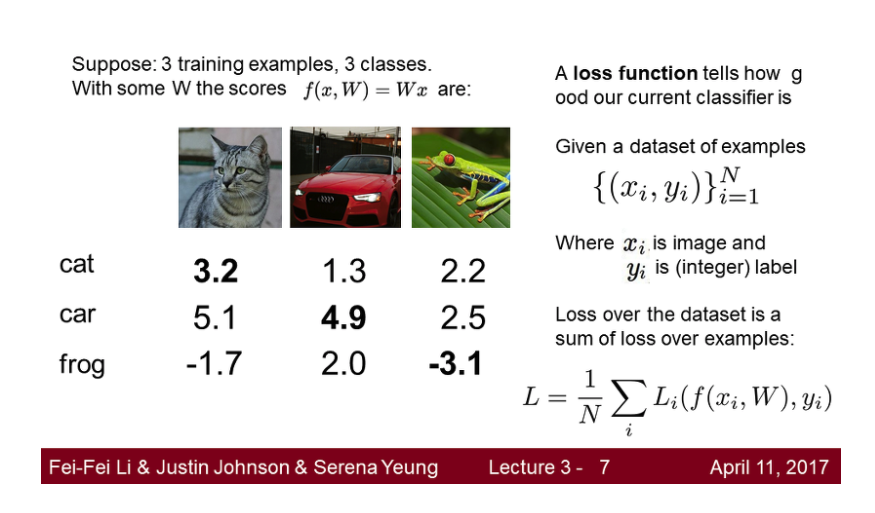 Suppose: 3 training examples, 3 classes.
With some W the scores f(x, W) = Wx are:
cat 3.2 1.3 2.2
car 5.1 4.9 2.5
frog -1.7 2.0 -3.1
A loss function tells how g
ood our current classifier is
Given a dataset of examples
{(x_i, y_i)}_{i=1}^N
Where x_i is image and
y_i is (integer) label
Loss over the dataset is a
sum of loss over examples:
L = \frac{1}{N} \sum_i L_i(f(x_i, W), y_i)
Fei-Fei Li & Justin Johnson & Serena Yeung Lecture 3 - 7 April 11, 2017